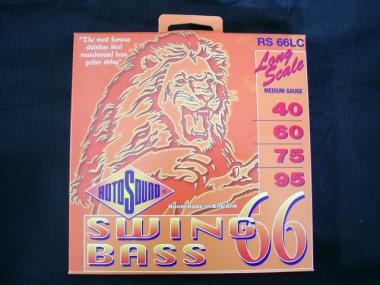 RS 66LC
"The most famous
stainless steel
roundwound bass
guitar string"
Long
Scale
MEDIUM GAUGE
40
60
75
95
ROTOSOUND
Handmade in England
SWING
BASS
66